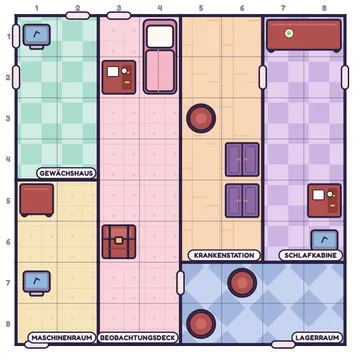 1 2 3 4 5 6 7 8
1
2
3
4
GEWÄCHSHAUS
5
6
KRANKENSTATION SCHLAFKABINE
7
8
MASCHINENRAUM BEOBACHTUNGSDECK LAGERRAUM